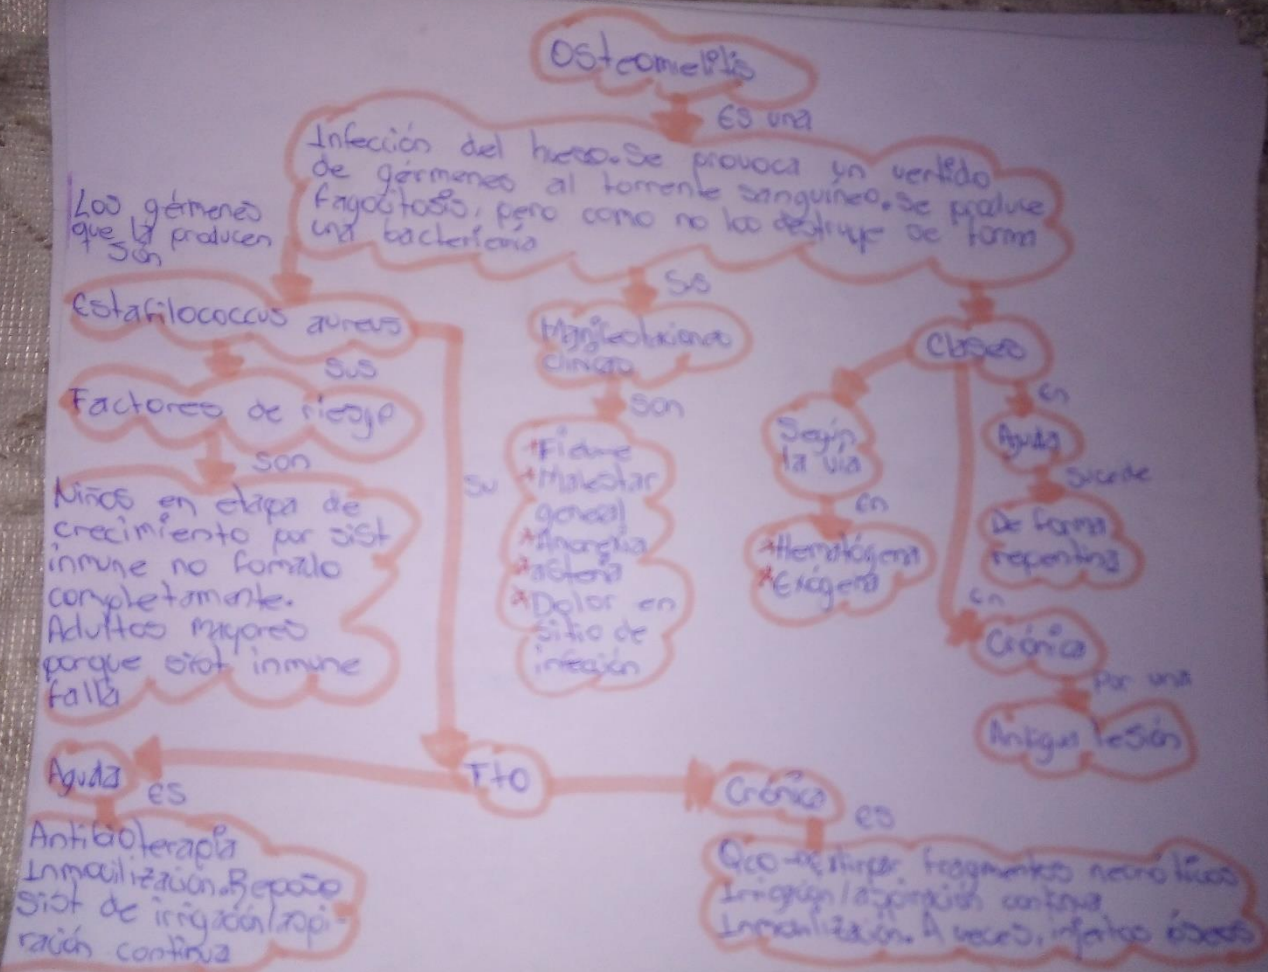 Osteomielitis
Es una
Infección del hueso. Se provoca un vertido
de gérmenes al torrente sanguíneo. Se produce
fagocitosis, pero como no los destruye se forma
una bacteriemia
Los gérmenes
que la producen
son
Estafilococcus aureus
sus
Factores de riesgo
son
Niños en etapa de
crecimiento por sist
inmune no formado
completamente.
Adultos mayores
porque sist inmune
falla
sus
Manifestaciones
clínicas
son
*Fiebre
*Malestar
general
*Anorexia
*astenia
*Dolor en
sitio de
infección
Clases
Según
la vía
en
*Hematógena
*Exógena
en
Aguda
sucede
De forma
repentina
en
Crónica
por una
Antigua lesión
su
Tto
Aguda
es
Antibioterapia
Inmovilización. Reposo
sist de irrigación/aspi-
ración continua
Crónica
es
Qco fragmentos necróticos
Irrigación/aspiración continua
Inmovilización. A veces, injertos óseos